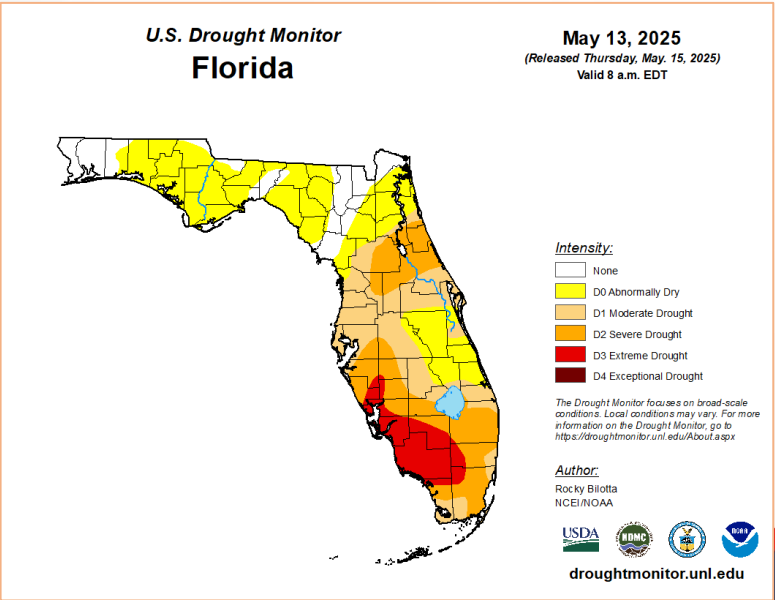 U.S. Drought Monitor
Florida
May 13, 2025
(Released Thursday, May. 15, 2025)
Valid 8 a.m. EDT
Intensity:
None
D0 Abnormally Dry
D1 Moderate Drought
D2 Severe Drought
D3 Extreme Drought
D4 Exceptional Drought
The Drought Monitor focuses on broad-scale
conditions. Local conditions may vary. For more
information on the Drought Monitor, go to
https://droughtmonitor.unl.edu/About.aspx
Author:
Rocky Bilotta
NCEI/NOAA
USDA
NDMC
NOAA
droughtmonitor.unl.edu